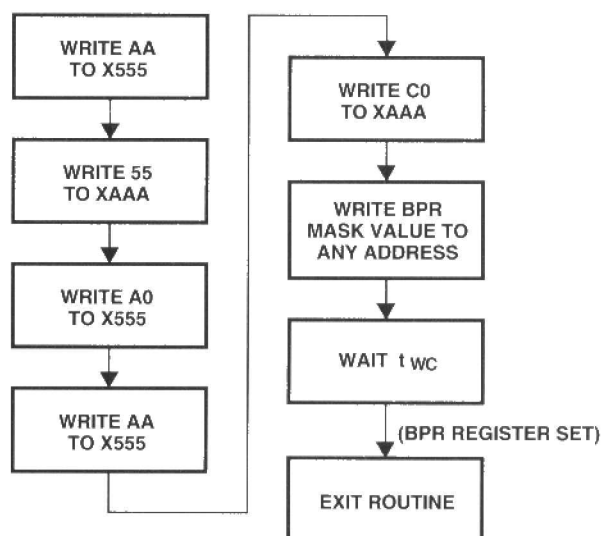 WRITE AA
TO X555
WRITE 55
TO XAAA
WRITE A0
TO X555
WRITE AA
TO X555
WRITE C0
TO XAAA
WRITE BPR
MASK VALUE TO
ANY ADDRESS
WAIT t WC
(BPR REGISTER SET)
EXIT ROUTINE